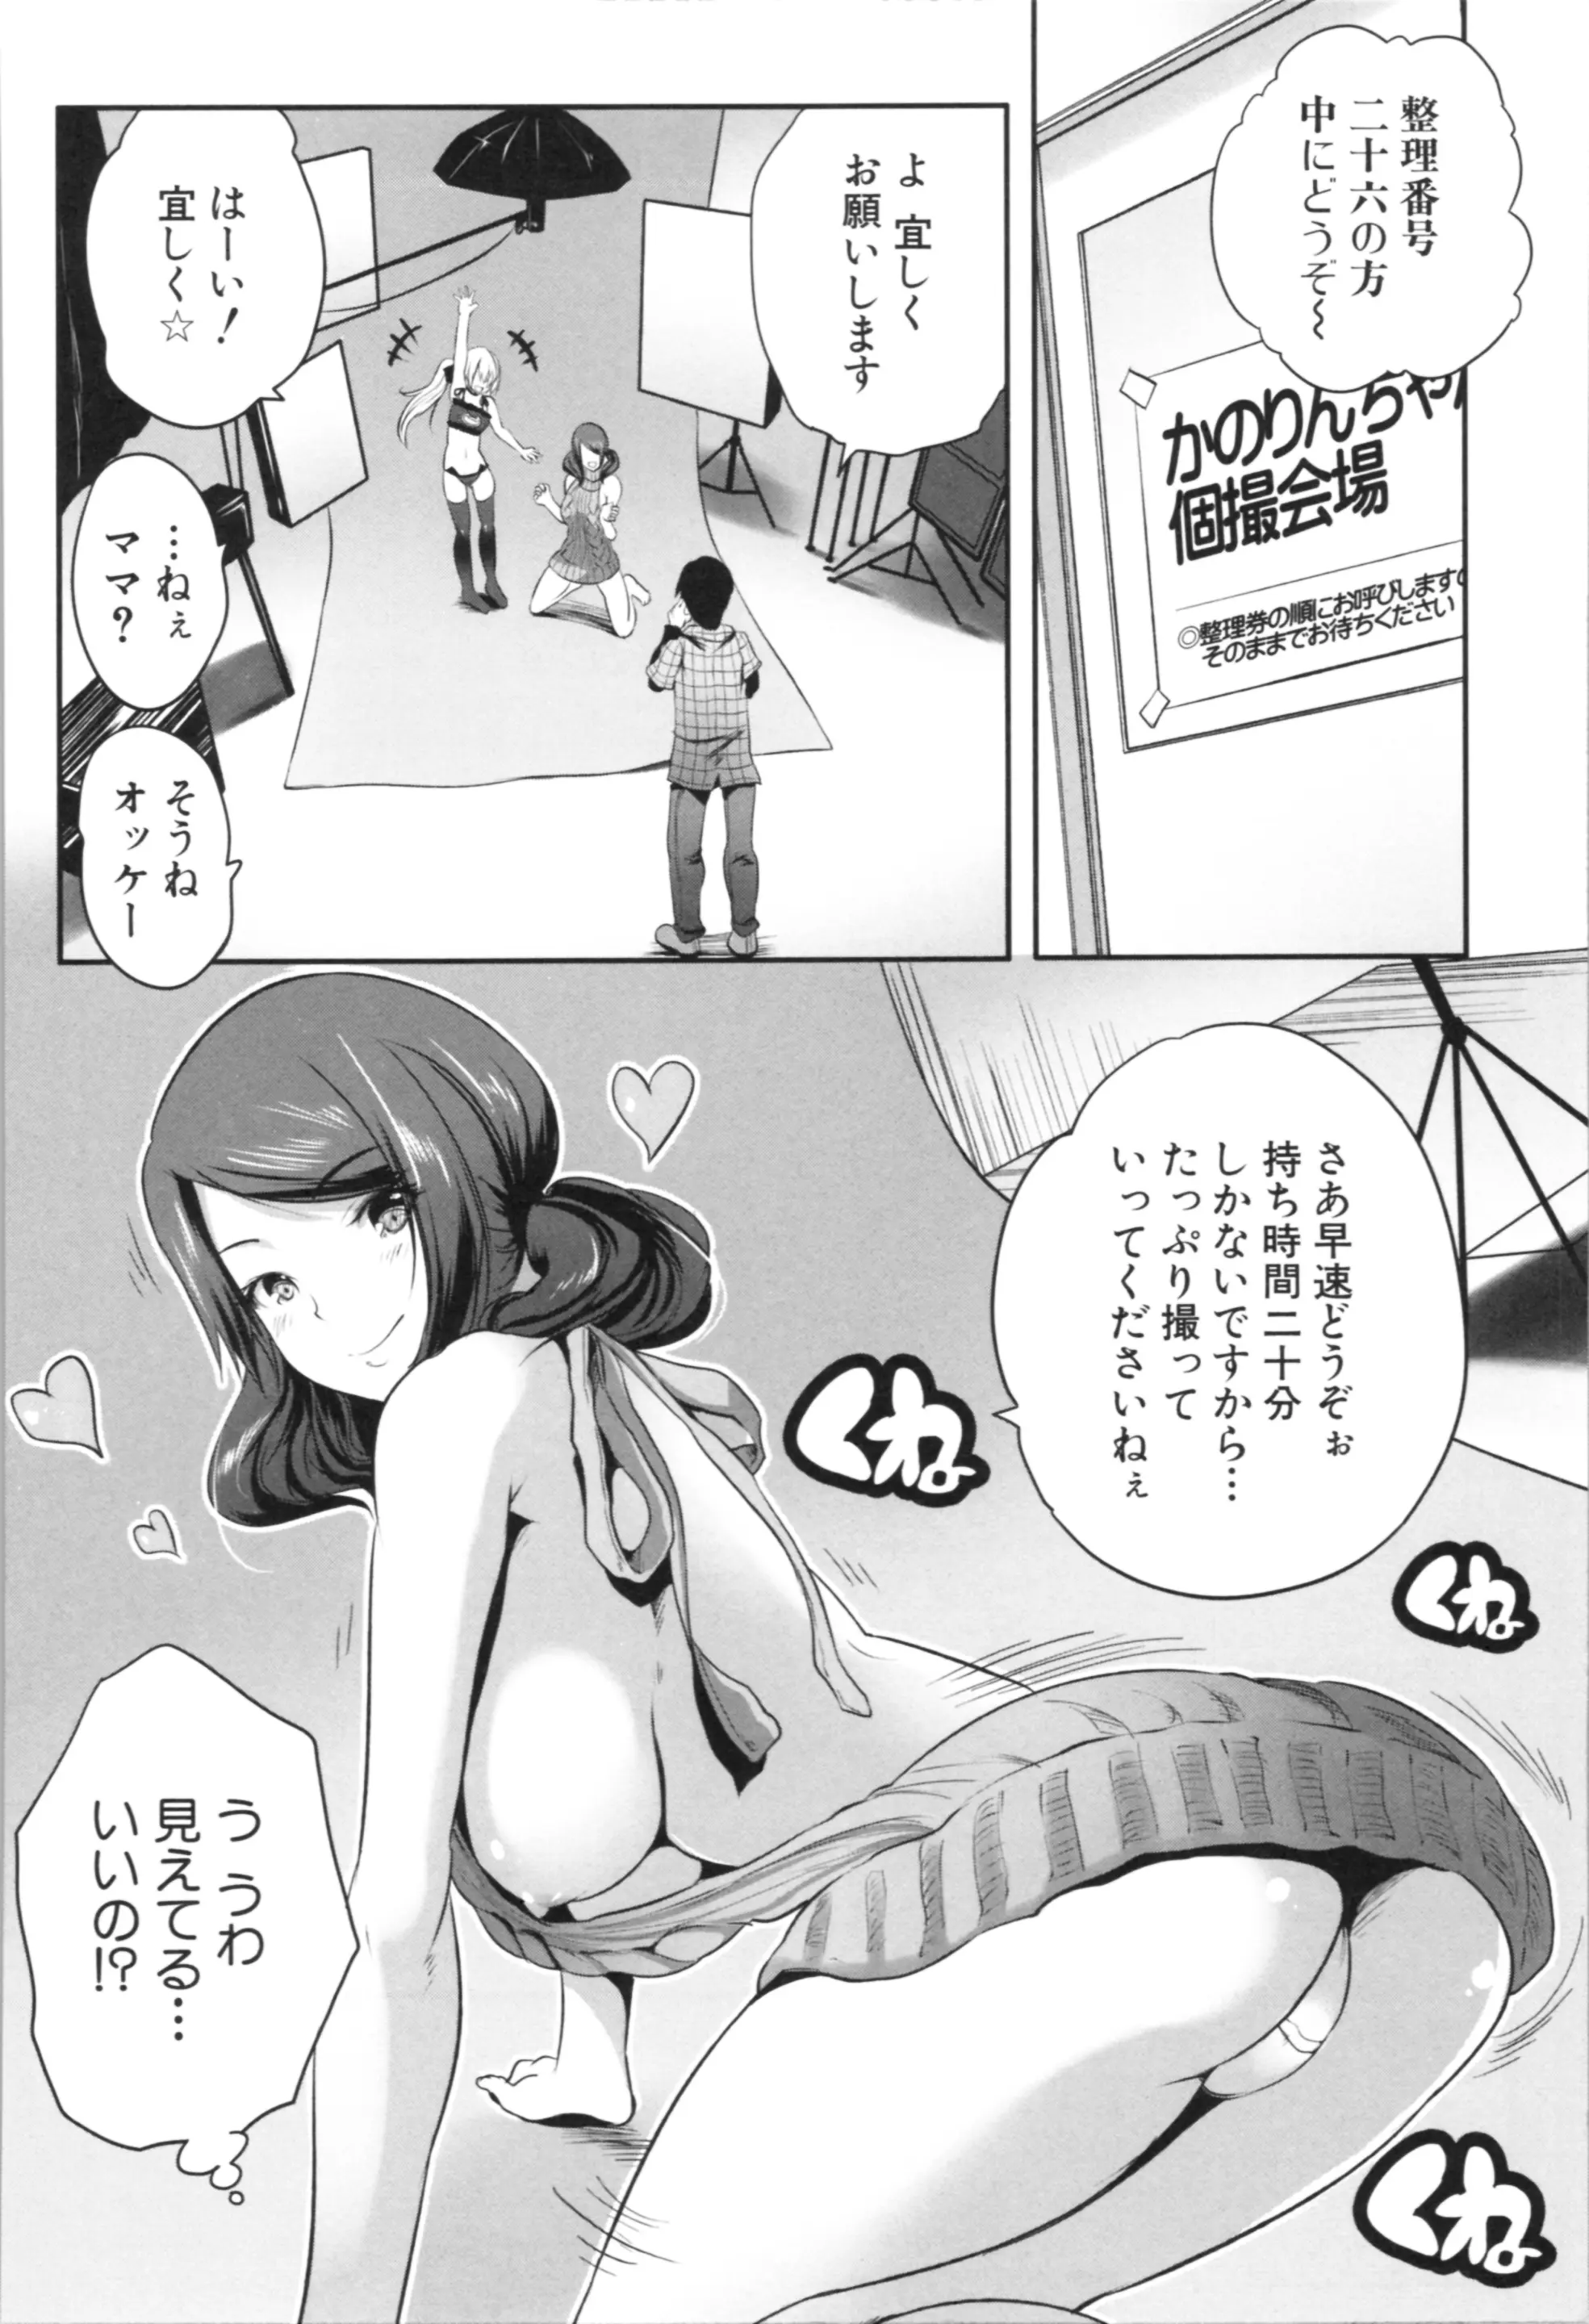 整理番号
二十六の方
中にどうぞ～
かのりんちゃん
個撮会場
◎整理券の順にお呼びしますの
そのままでお待ちください
よ 宜しく
お願いします
はーい！
宜しく☆
…ねぇ
ママ？
そうね
オッケー
さあ早速どうぞぉ
持ち時間二十分
しかないですから…
たっぷり撮って
いってくださいねぇ
くね
くね
くね
う うわ
見えてる…
いいの!?